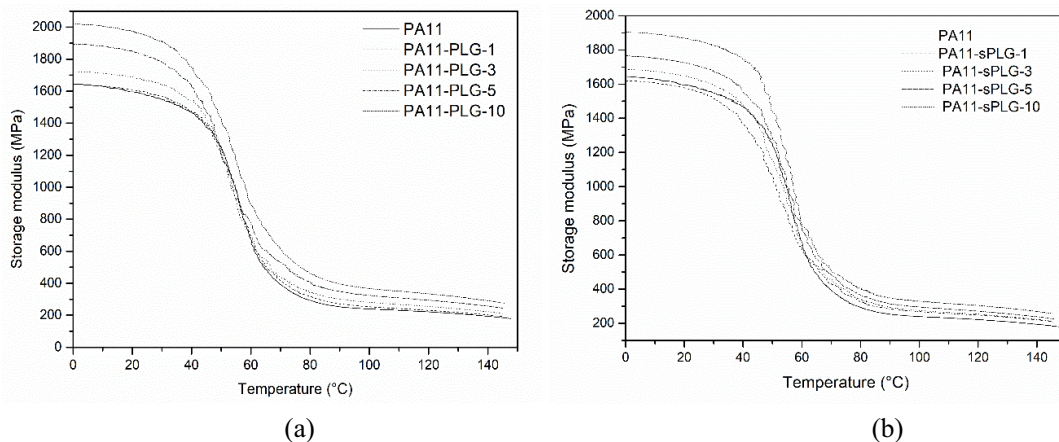 2000
1800
1600
1400
1200
1000
800
600
400
200
0
Storage modulus (MPa)
PA11
PA11-PLG-1
PA11-PLG-3
PA11-PLG-5
PA11-PLG-10
0 20 40 60 80 100 120 140
Temperature (°C)
(a)
2000
1800
1600
1400
1200
1000
800
600
400
200
Storage modulus (MPa)
PA11
PA11-sPLG-1
PA11-sPLG-3
PA11-sPLG-5
PA11-sPLG-10
0 20 40 60 80 100 120 140
Temperature (°C)
(b)